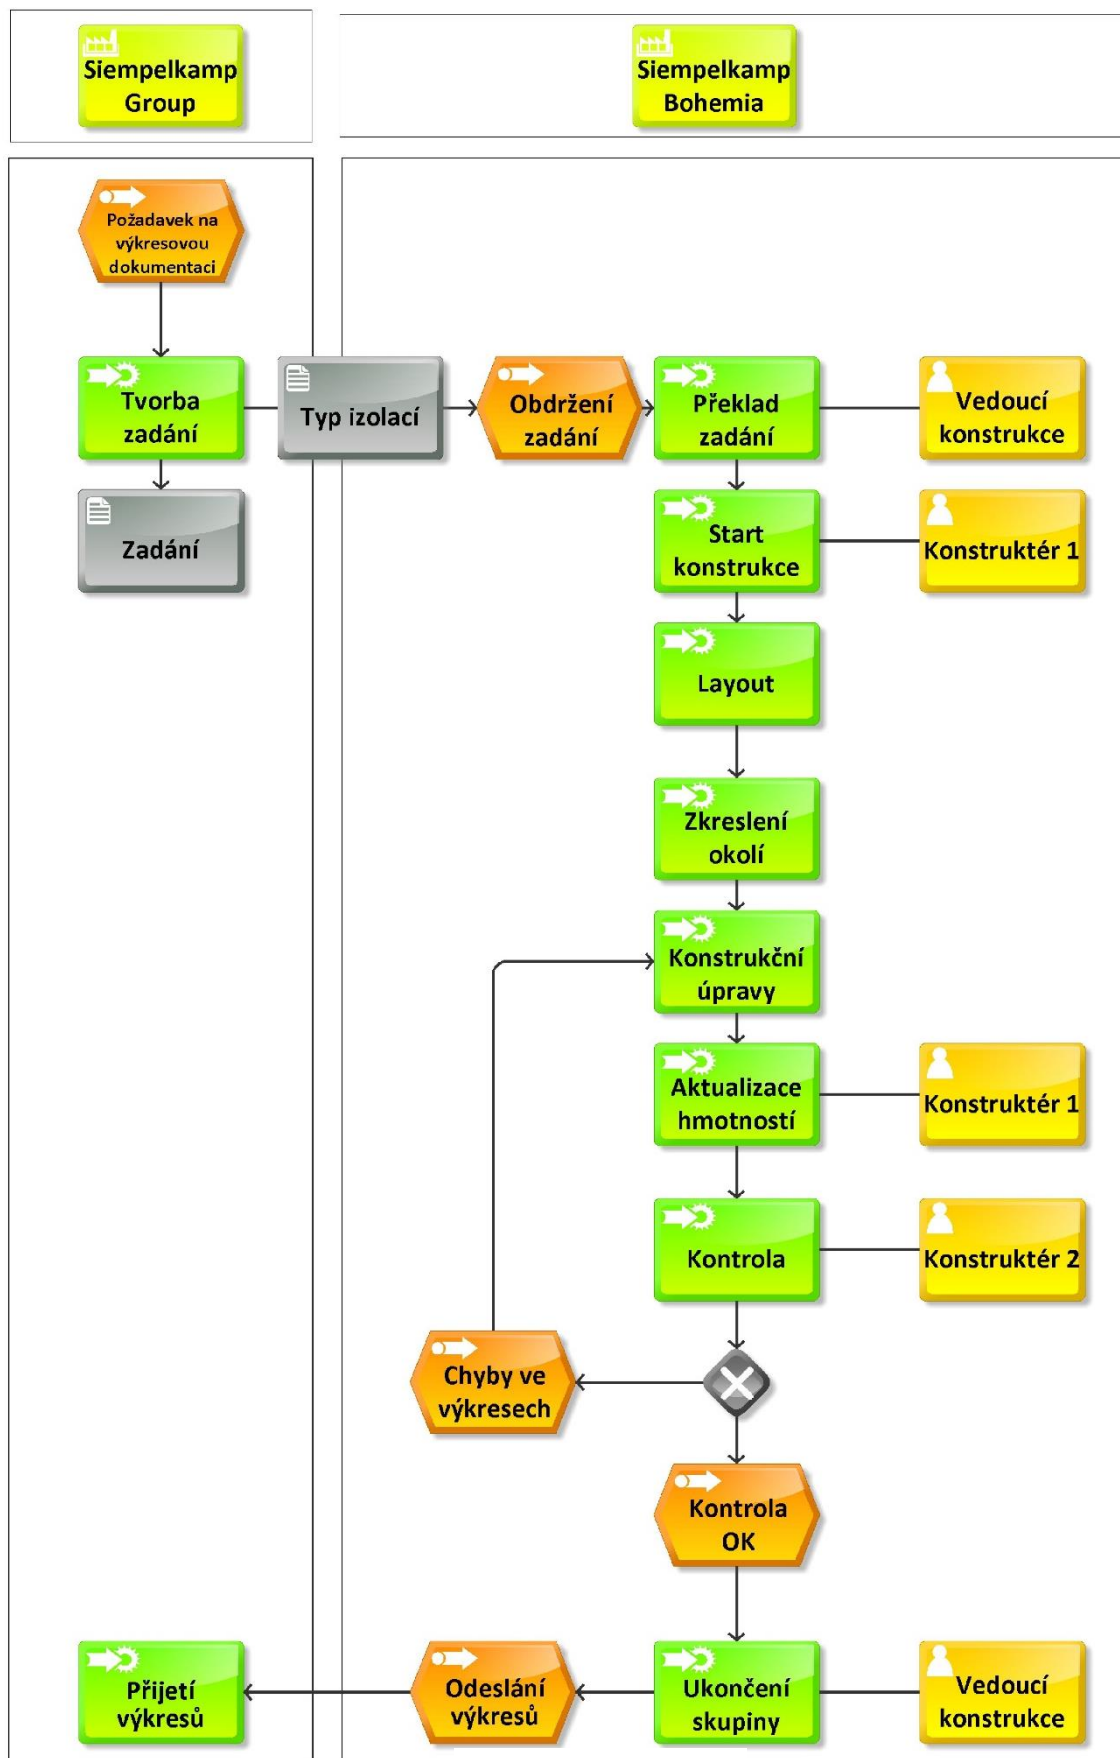 Siempelkamp
Group
Siempelkamp
Bohemia
Požadavek na
výkresovou
dokumentaci
Tvorba
zadání
Typ izolací
Obdržení
zadání
Překlad
zadání
Vedoucí
konstrukce
Zadání
Start
konstrukce
Konstruktér 1
Layout
Zkreslení
okolí
Konstrukční
úpravy
Aktualizace
hmotností
Konstruktér 1
Kontrola
Konstruktér 2
Chyby ve
výkresech
Kontrola
OK
Přijetí
výkresů
Odeslání
výkresů
Ukončení
skupiny
Vedoucí
konstrukce